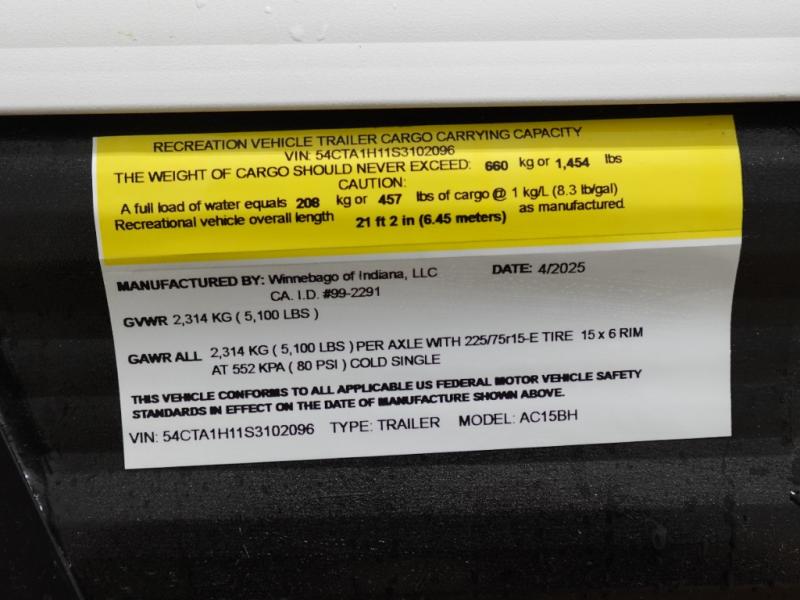 RECREATION VEHICLE TRAILER CARGO CARRYING CAPACITY
VIN: 54CTA1H11S3102096
THE WEIGHT OF CARGO SHOULD NEVER EXCEED: 660 kg or 1,454 lbs
CAUTION:
A full load of water equals 208 kg or 457 lbs of cargo @ 1 kg/L (8.3 lb/gal)
Recreational vehicle overall length 21 ft 2 in (6.45 meters) as manufactured.
MANUFACTURED BY: Winnebago of Indiana, LLC DATE: 4/2025
CA. I.D. #99-2291
GVWR 2,314 KG ( 5,100 LBS )
GAWR ALL 2,314 KG ( 5,100 LBS ) PER AXLE WITH 225/75r15-E TIRE 15 x 6 RIM
AT 552 KPA ( 80 PSI ) COLD SINGLE
THIS VEHICLE CONFORMS TO ALL APPLICABLE US FEDERAL MOTOR VEHICLE SAFETY
STANDARDS IN EFFECT ON THE DATE OF MANUFACTURE SHOWN ABOVE.
VIN: 54CTA1H11S3102096 TYPE: TRAILER MODEL: AC15BH